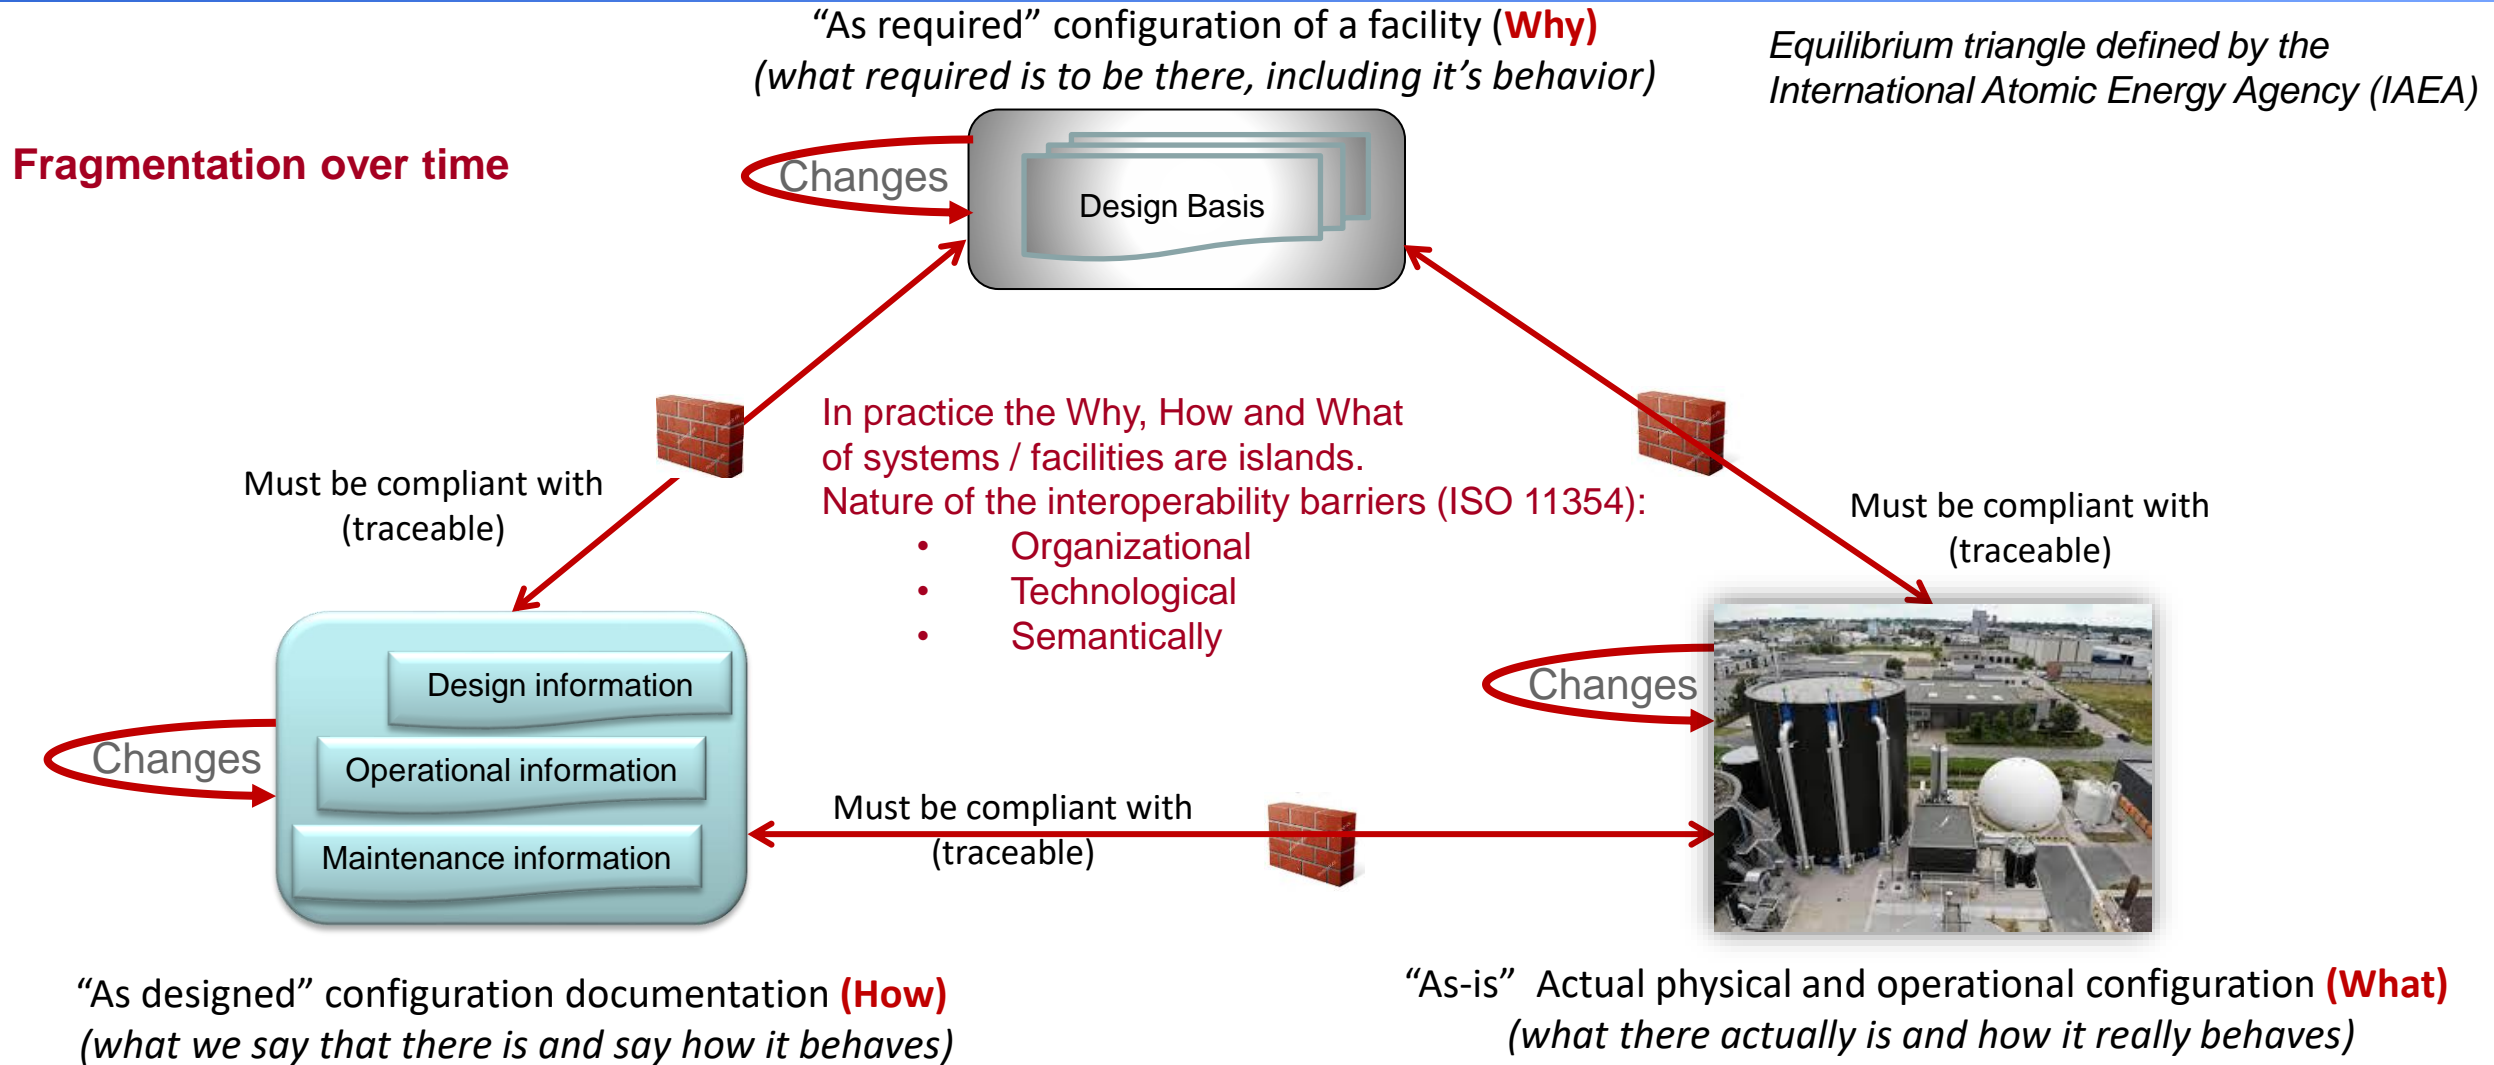 “As required” configuration of a facility (Why)
(what required is to be there, including it’s behavior)
Equilibrium triangle defined by the
International Atomic Energy Agency (IAEA)
Fragmentation over time
Changes
Design Basis
In practice the Why, How and What
of systems / facilities are islands.
Nature of the interoperability barriers (ISO 11354):
• Organizational
• Technological
• Semantically
Must be compliant with
(traceable)
Must be compliant with
(traceable)
Design information
Operational information
Maintenance information
Changes
Changes
Must be compliant with
(traceable)
“As designed” configuration documentation (How)
(what we say that there is and say how it behaves)
“As-is” Actual physical and operational configuration (What)
(what there actually is and how it really behaves)